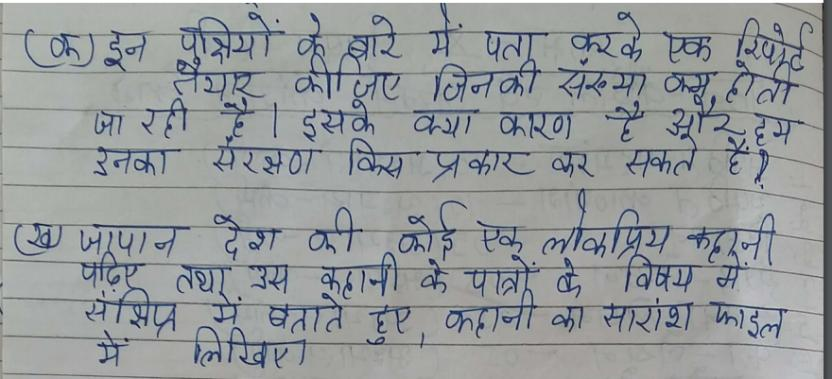 (क) इन पक्षियों के बारे में पता करके एक रिपोर्ट
तैयार कीजिए जिनकी संख्या कम होती
जा रही है। इसके क्या कारण है और हम
इनका संरक्षण किस प्रकार कर सकते हैं?
(ख) जापान देश की कोई एक लोकप्रिय कहानी
पढ़िए तथा उस कहानी के पात्रों के विषय में
संक्षिप्त में बताते हुए, कहानी का सारांश फाइल
में लिखिए।